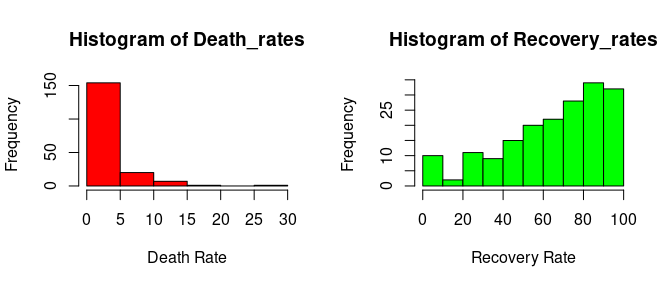 Histogram of Death_rates
Frequency
0 50 150
0 5 10 15 20 25 30
Death Rate
Histogram of Recovery_rates
Frequency
0 10 25
0 20 40 60 80 100
Recovery Rate